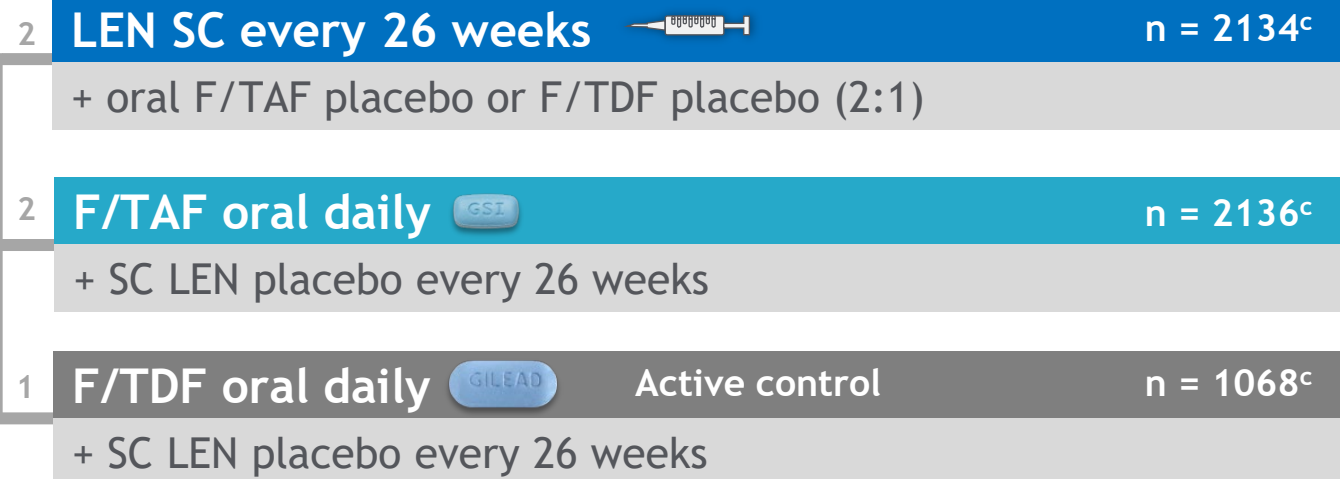 2 LEN SC every 26 weeks n = 2134ᶜ
+ oral F/TAF placebo or F/TDF placebo (2:1)
2 F/TAF oral daily GSI n = 2136ᶜ
+ SC LEN placebo every 26 weeks
1 F/TDF oral daily GILEAD Active control n = 1068ᶜ
+ SC LEN placebo every 26 weeks